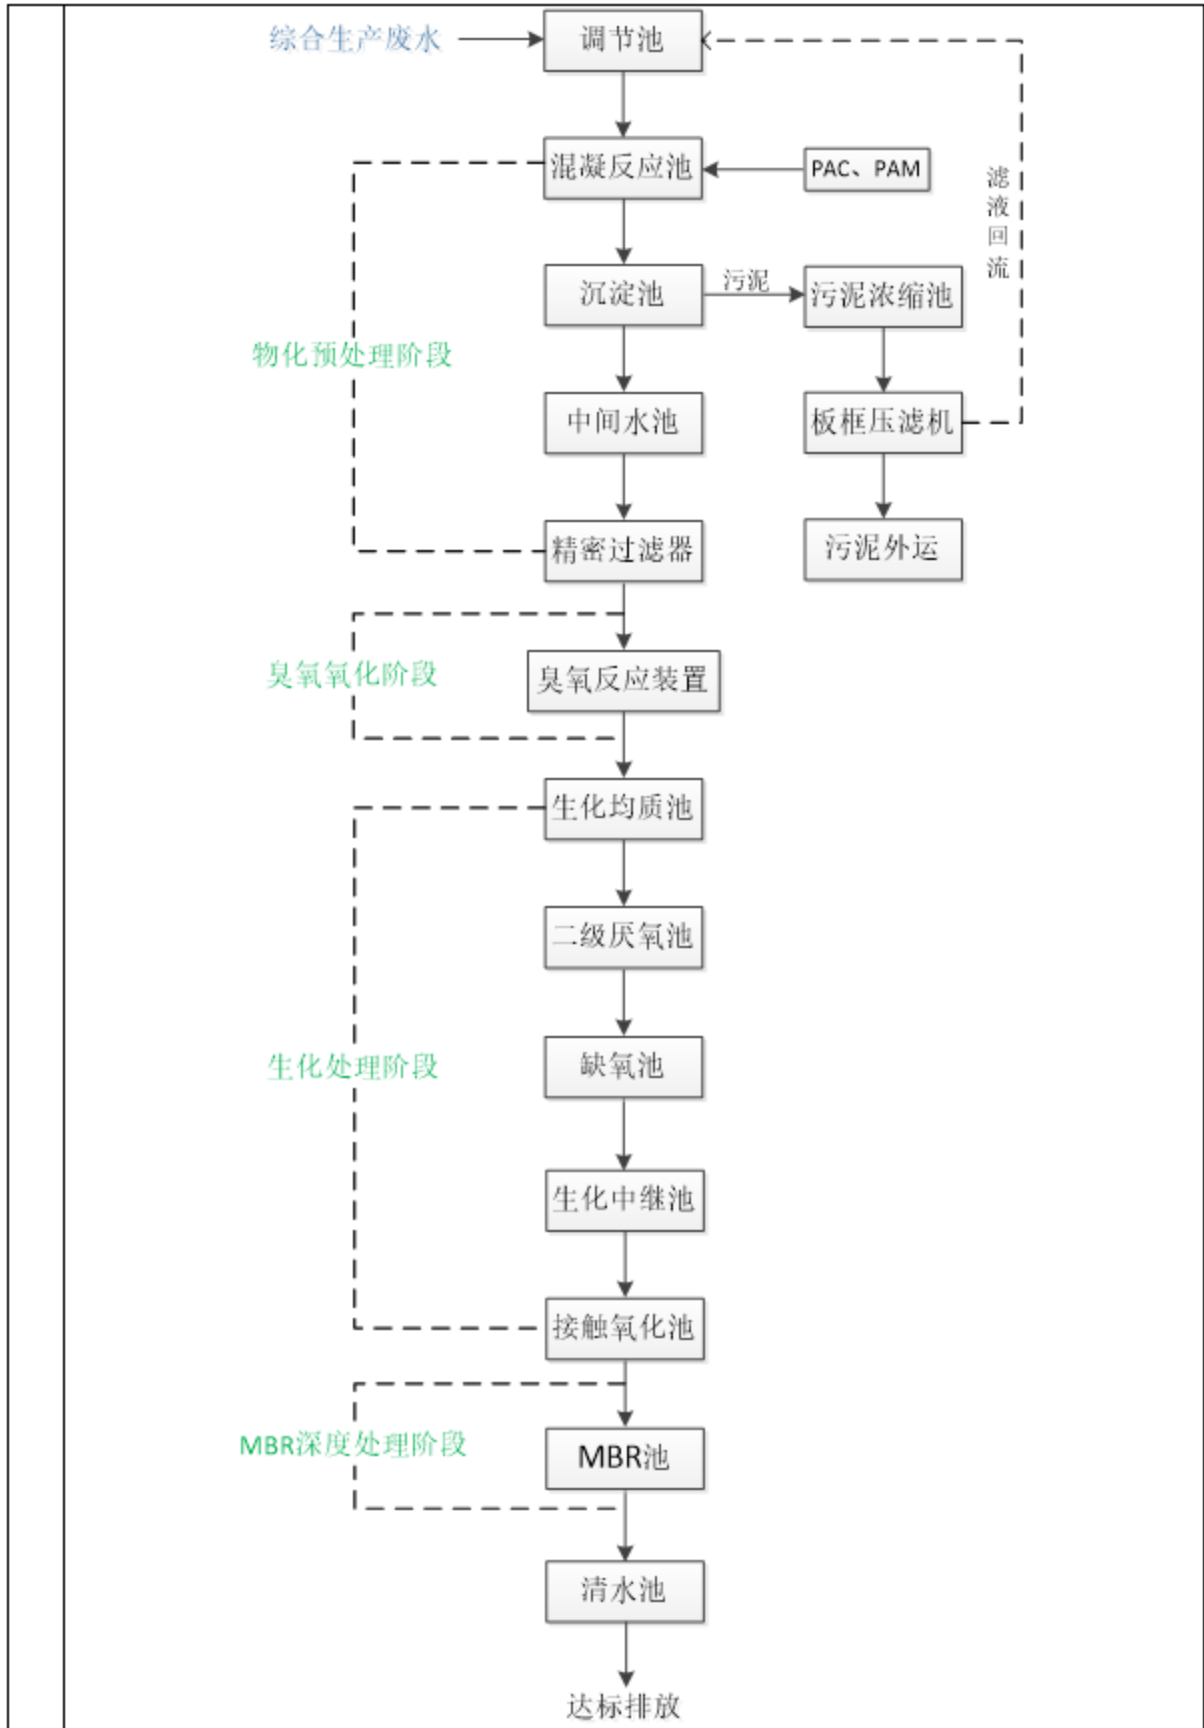 综合生产废水
调节池
混凝反应池
PAC、PAM
滤液回流
沉淀池
污泥
污泥浓缩池
物化预处理阶段
中间水池
板框压滤机
精密过滤器
污泥外运
臭氧氧化阶段
臭氧反应装置
生化均质池
二级厌氧池
生化处理阶段
缺氧池
生化中继池
接触氧化池
MBR深度处理阶段
MBR池
清水池
达标排放